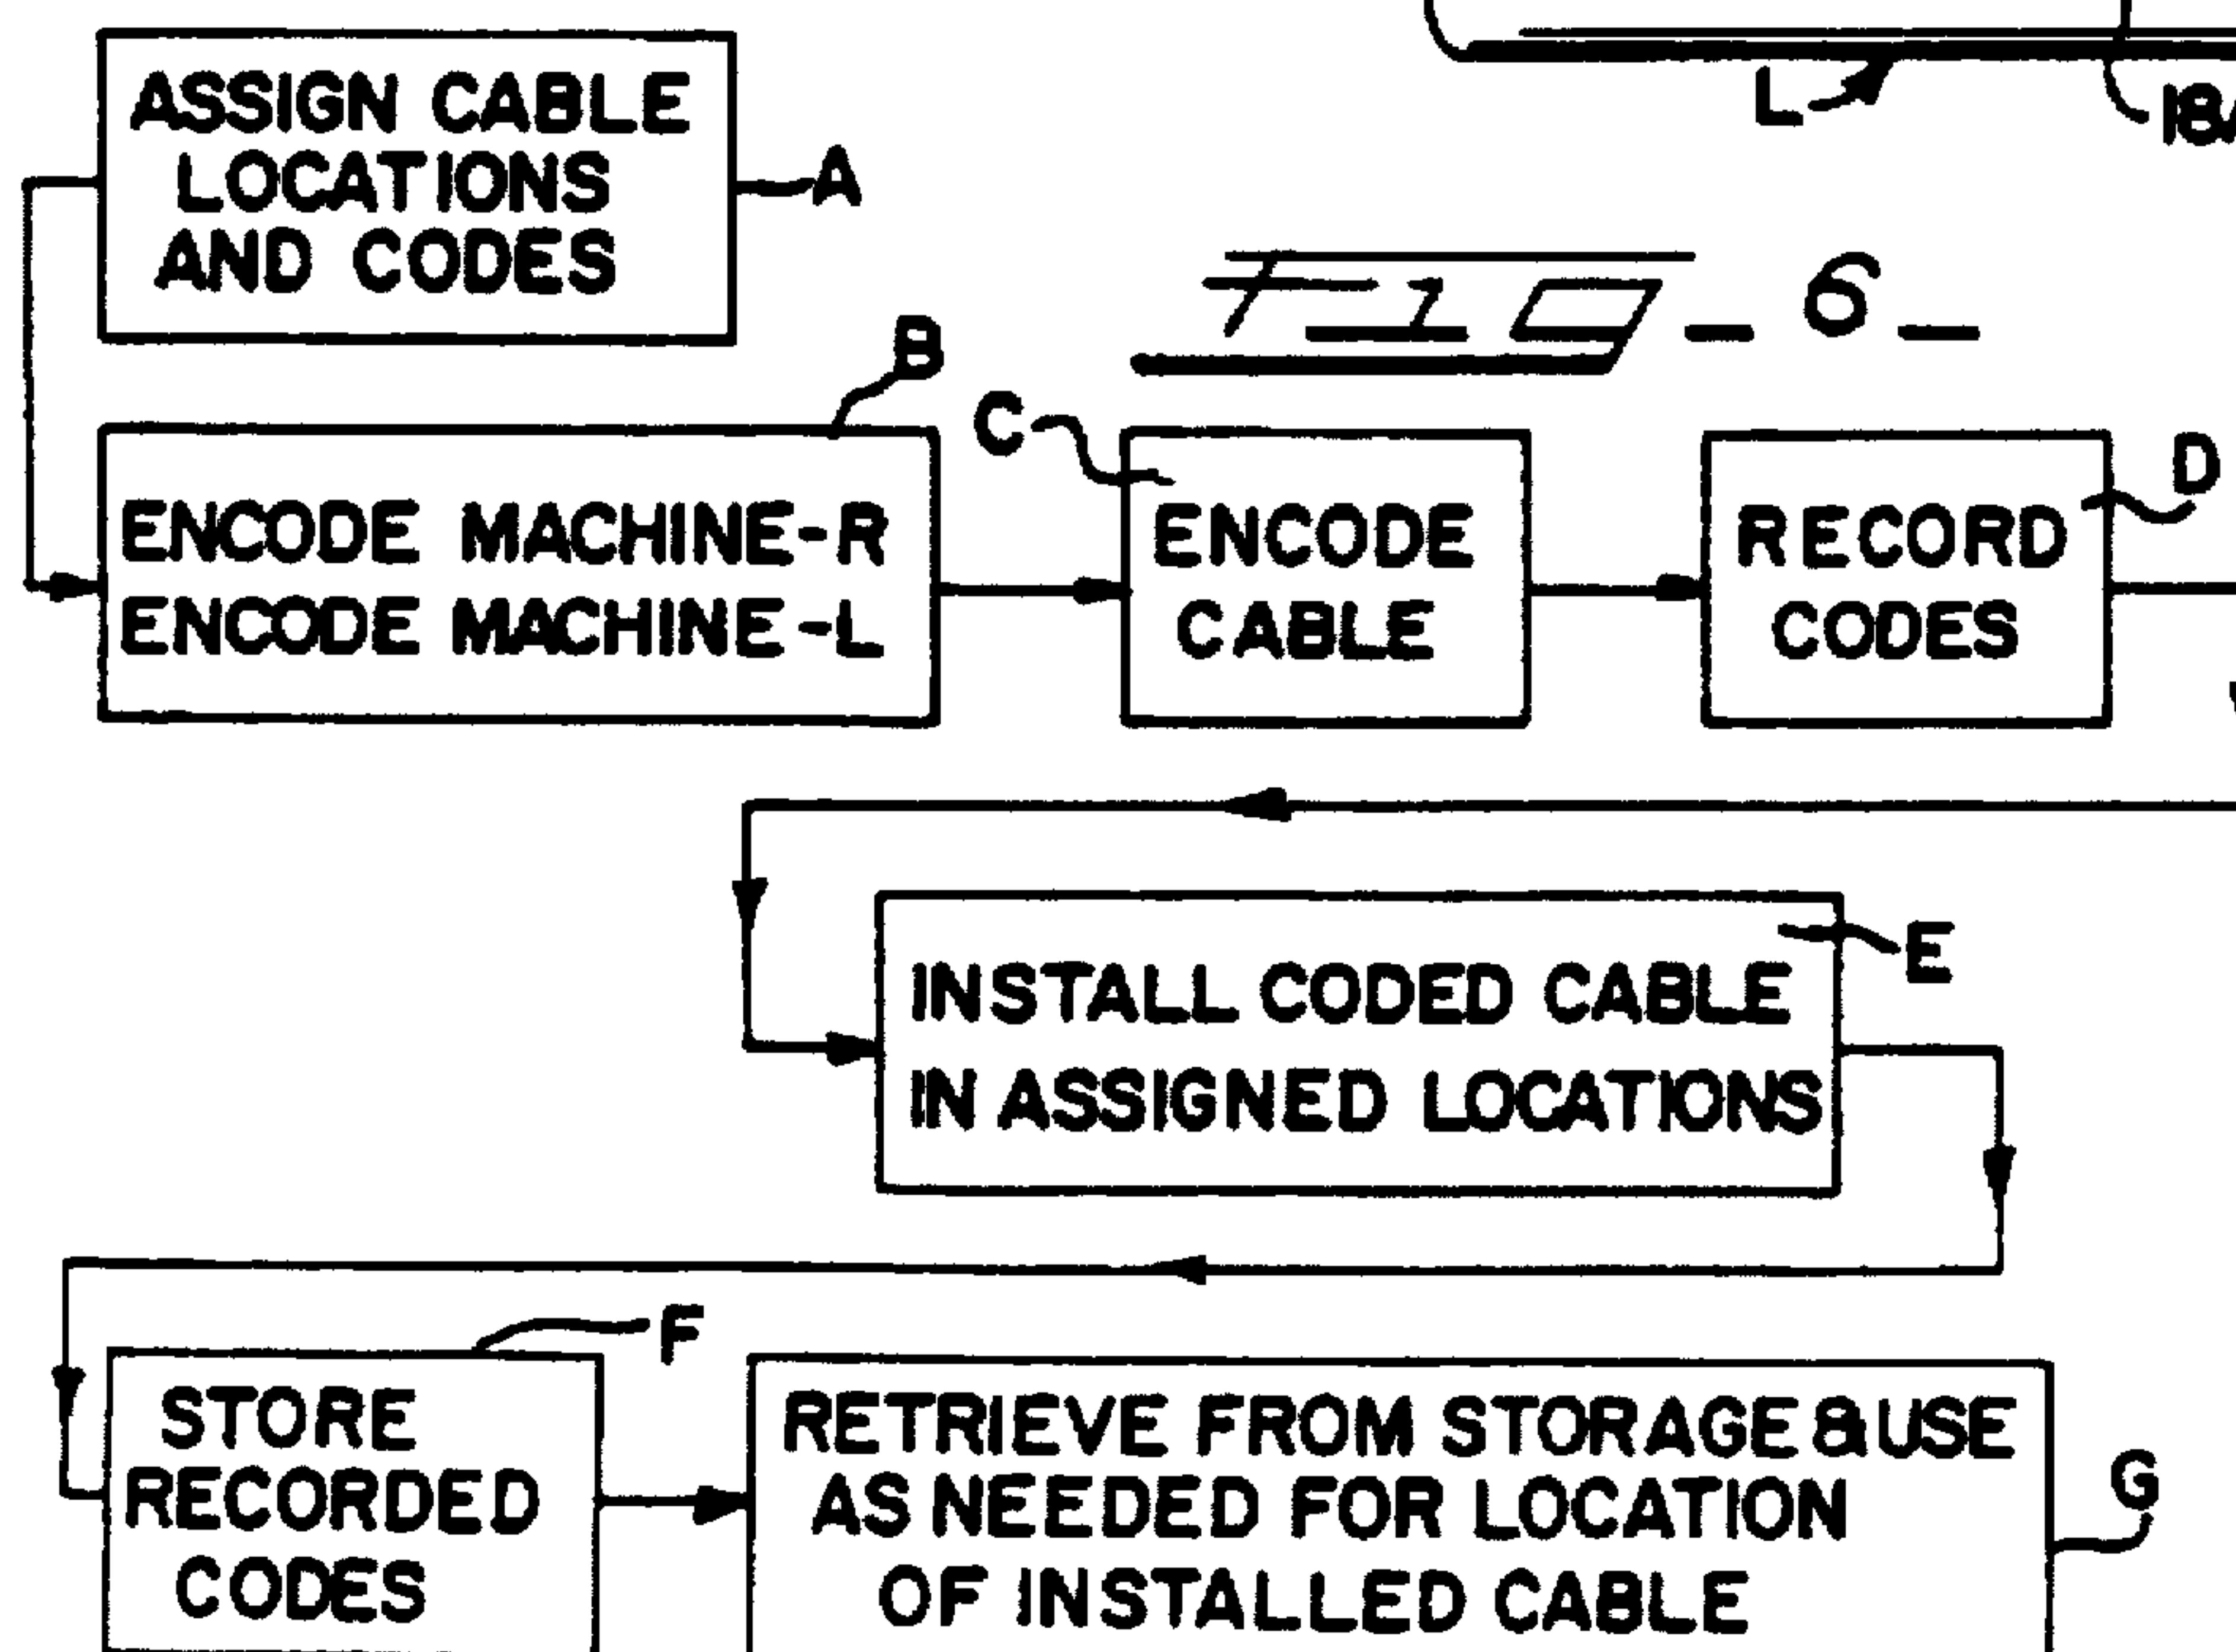 ASSIGN CABLE
LOCATIONS
AND CODES
A
L
Fig_6_
B
C
D
ENCODE MACHINE-R
ENCODE MACHINE-L
ENCODE
CABLE
RECORD
CODES
E
INSTALL CODED CABLE
IN ASSIGNED LOCATIONS
F
STORE
RECORDED
CODES
RETRIEVE FROM STORAGE & USE
AS NEEDED FOR LOCATION
OF INSTALLED CABLE
G